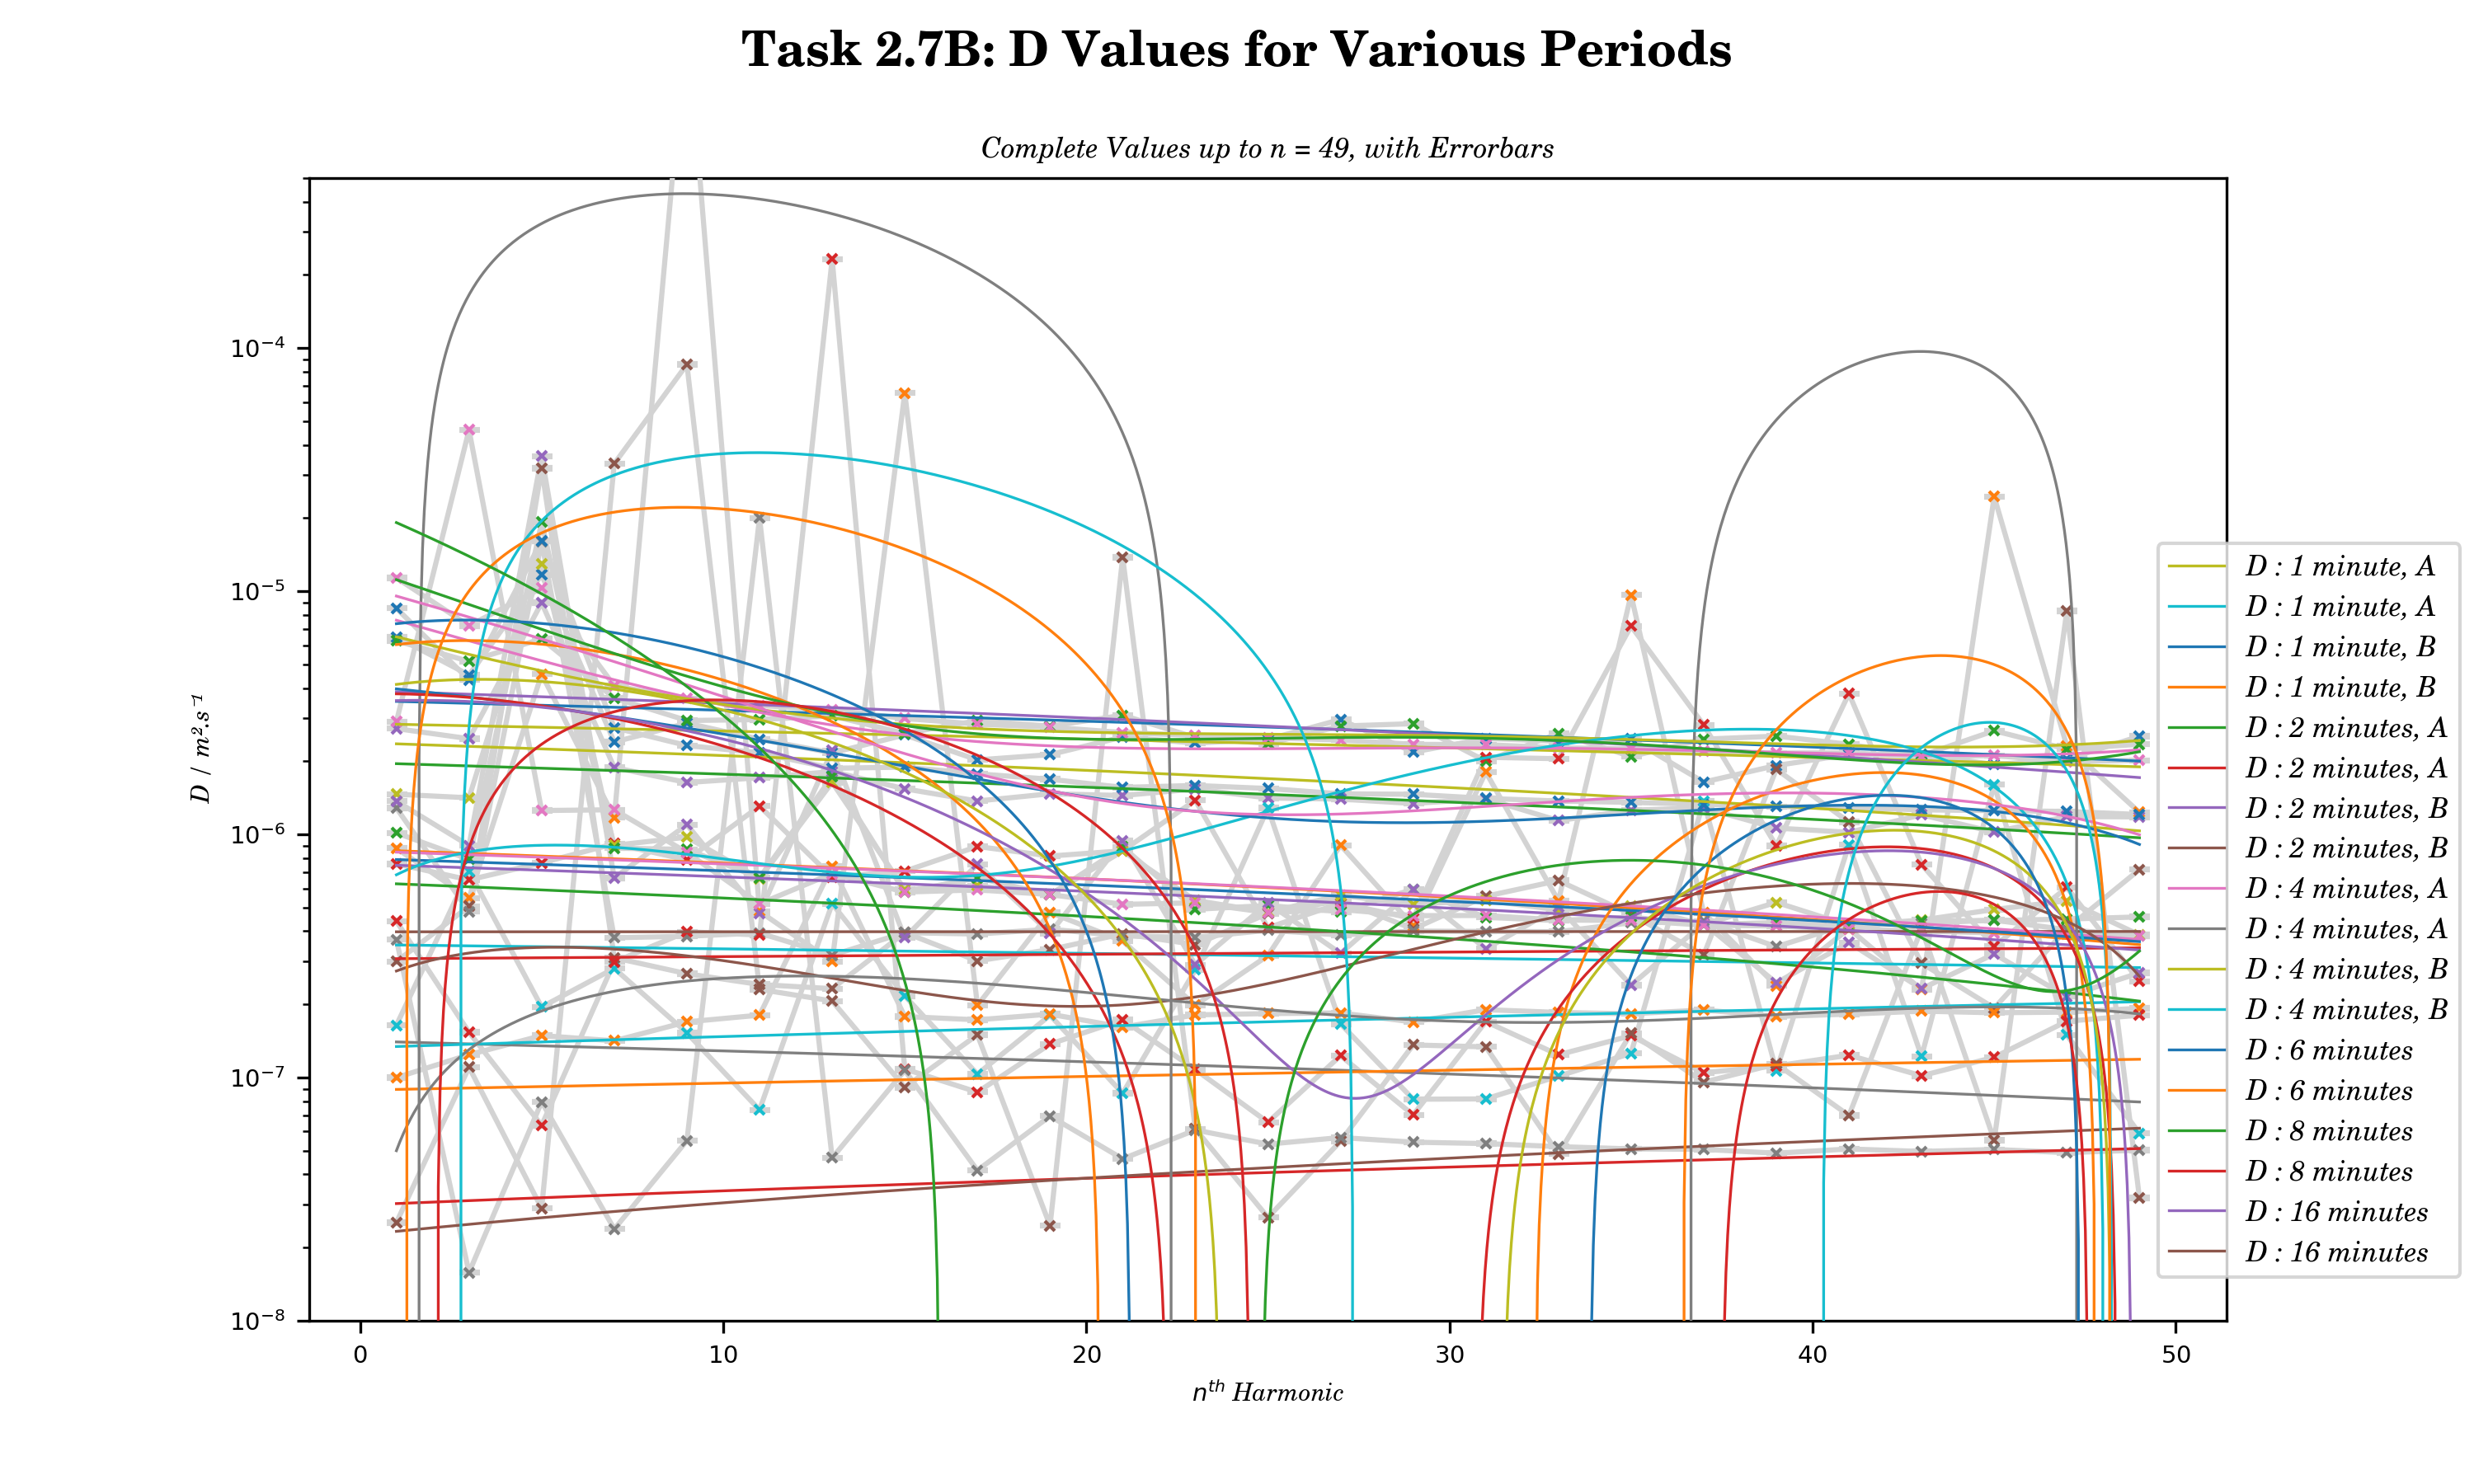 Task 2.7B: D Values for Various Periods
Complete Values up to n = 49, with Errorbars
D / m².s⁻¹
10⁻⁴
10⁻⁵
10⁻⁶
10⁻⁷
10⁻⁸
0 10 20 30 40 50
nᵗʰ Harmonic
D : 1 minute, A
D : 1 minute, A
D : 1 minute, B
D : 1 minute, B
D : 2 minutes, A
D : 2 minutes, A
D : 2 minutes, B
D : 2 minutes, B
D : 4 minutes, A
D : 4 minutes, A
D : 4 minutes, B
D : 4 minutes, B
D : 6 minutes
D : 6 minutes
D : 8 minutes
D : 8 minutes
D : 16 minutes
D : 16 minutes